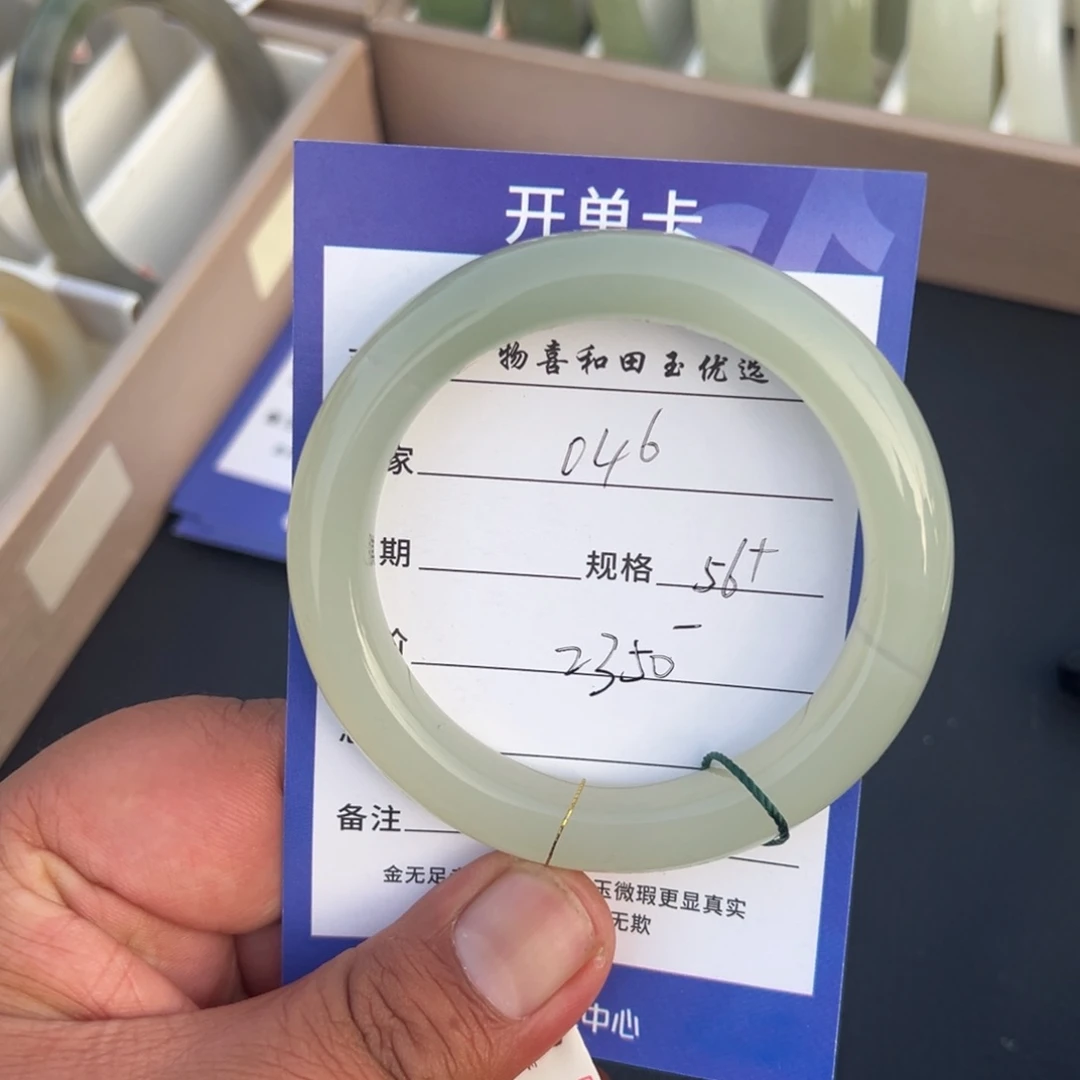 开单卡
物喜和田玉优选
家 046
期 规格 56+
价 2350-
备注
金无足 玉微瑕更显真实
无欺
中心